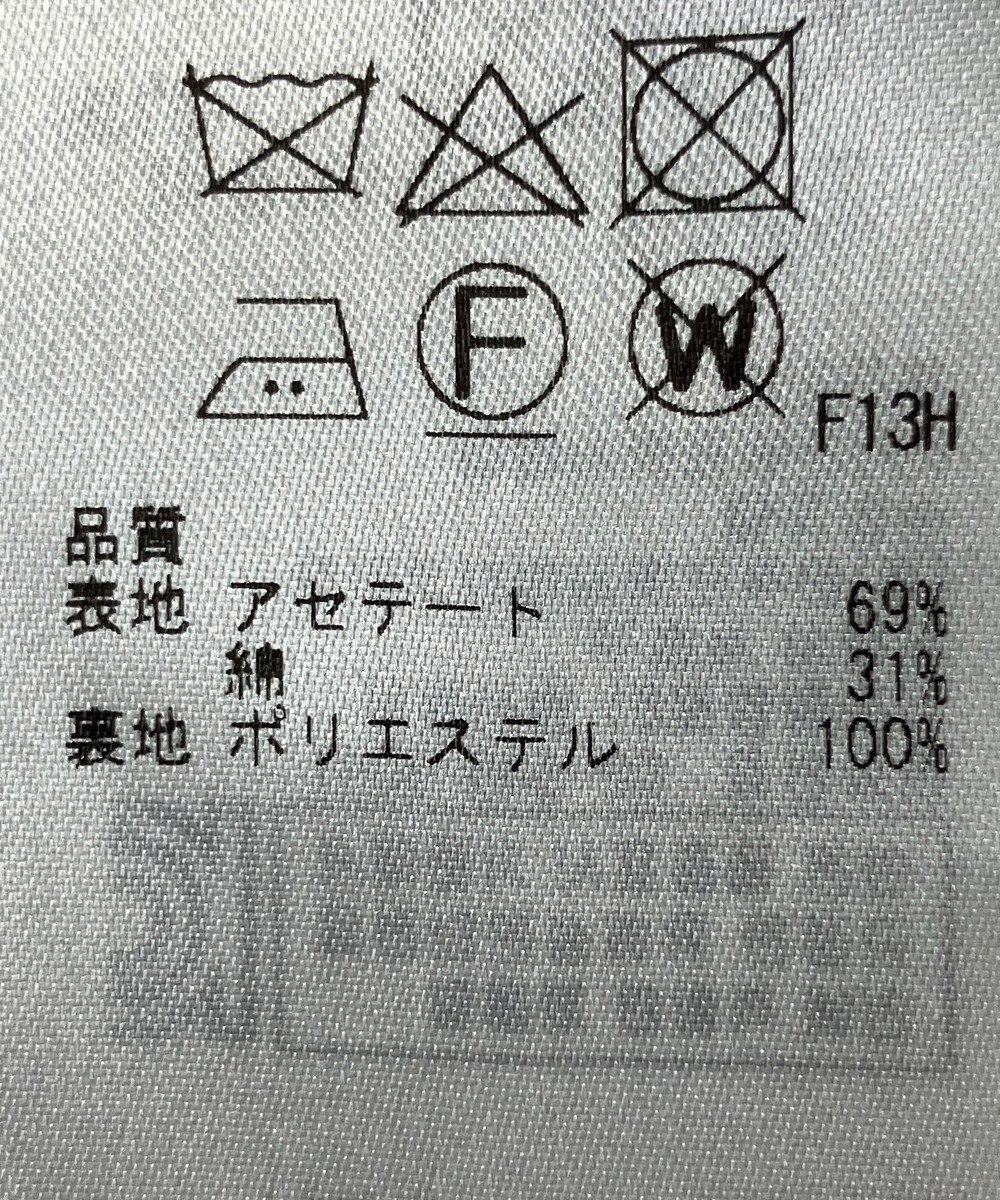 F W
F13H
品質
表地 アセテート 69%
綿 31%
裏地 ポリエステル 100%